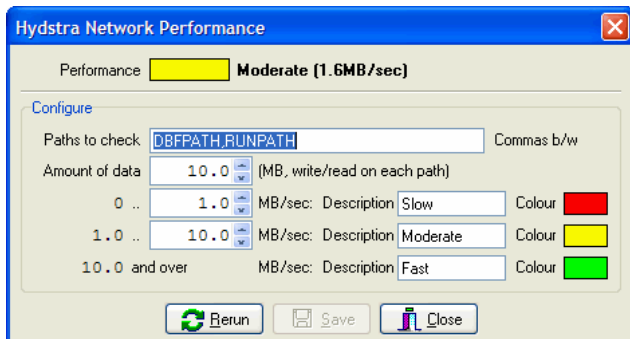 Hydstra Network Performance
Performance Moderate (1.6MB/sec)
Configure
Paths to check DBFPATH,RUNPATH Commas b/w
Amount of data 10.0 (MB, write/read on each path)
0 .. 1.0 MB/sec: Description Slow Colour
1.0 .. 10.0 MB/sec: Description Moderate Colour
10.0 and over MB/sec: Description Fast Colour
Rerun Save Close